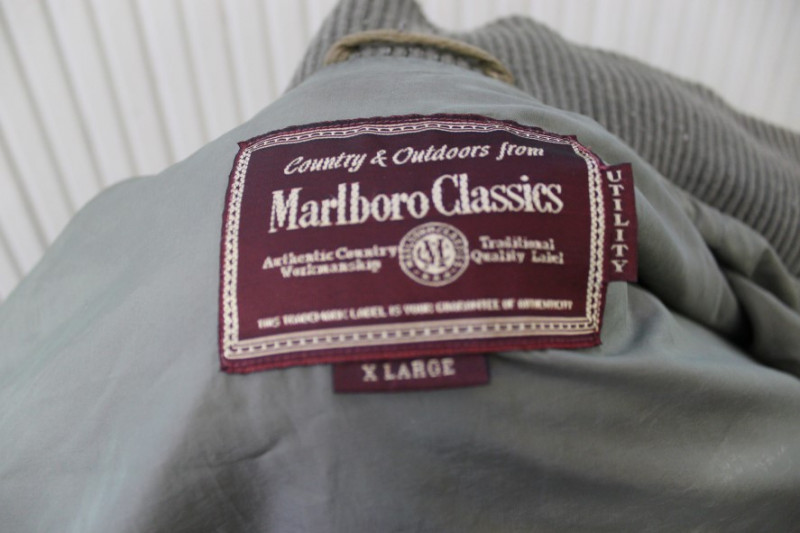 Country & Outdoors from
Marlboro Classics
Authentic Country Workmanship
Traditional Quality Label
THIS TRADEMARK LABEL IS YOUR GUARANTEE OF AUTHENTICITY
UTILITY
X LARGE